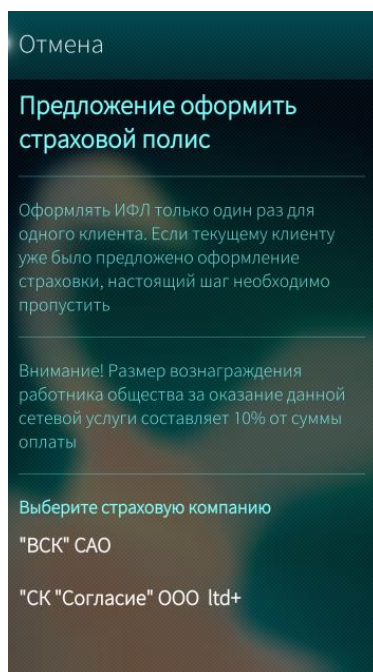 Отмена
Предложение оформить
страховой полис
Оформлять ИФЛ только один раз для
одного клиента. Если текущему клиенту
уже было предложено оформление
страховки, настоящий шаг необходимо
пропустить
Внимание! Размер вознаграждения
работника общества за оказание данной
сетевой услуги составляет 10% от суммы
оплаты
Выберите страховую компанию
"ВСК" САО
"СК "Согласие" ООО ltd+